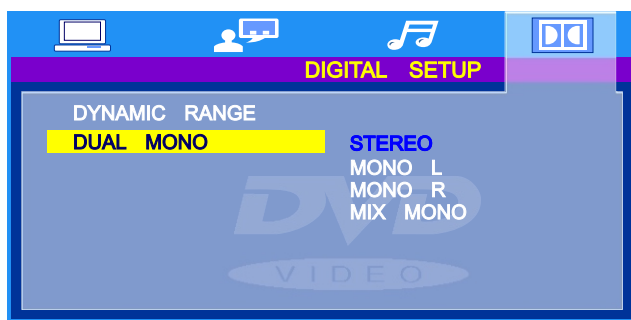 DIGITAL SETUP
DYNAMIC RANGE
DUAL MONO STEREO
MONO L
MONO R
MIX MONO
DVD
VIDEO